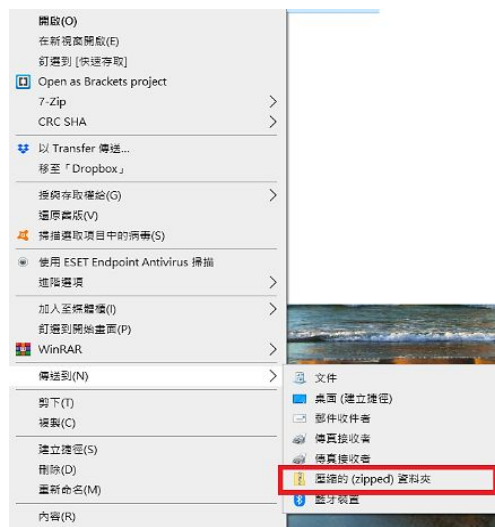 開啟(O)
在新視窗開啟(E)
釘選到 [快速存取]
Open as Brackets project
7-Zip
CRC SHA
以 Transfer 傳送...
移至「Dropbox」
授與存取權給(G)
還原舊版(V)
掃描選取項目中的病毒(S)
使用 ESET Endpoint Antivirus 掃描
進階選項
加入至媒體櫃(I)
釘選到開始畫面(P)
WinRAR
傳送到(N)
剪下(T)
複製(C)
建立捷徑(S)
刪除(D)
重新命名(M)
內容(R)
文件
桌面 (建立捷徑)
郵件收件者
傳真接收者
傳真接收者
壓縮的 (zipped) 資料夾
藍牙裝置